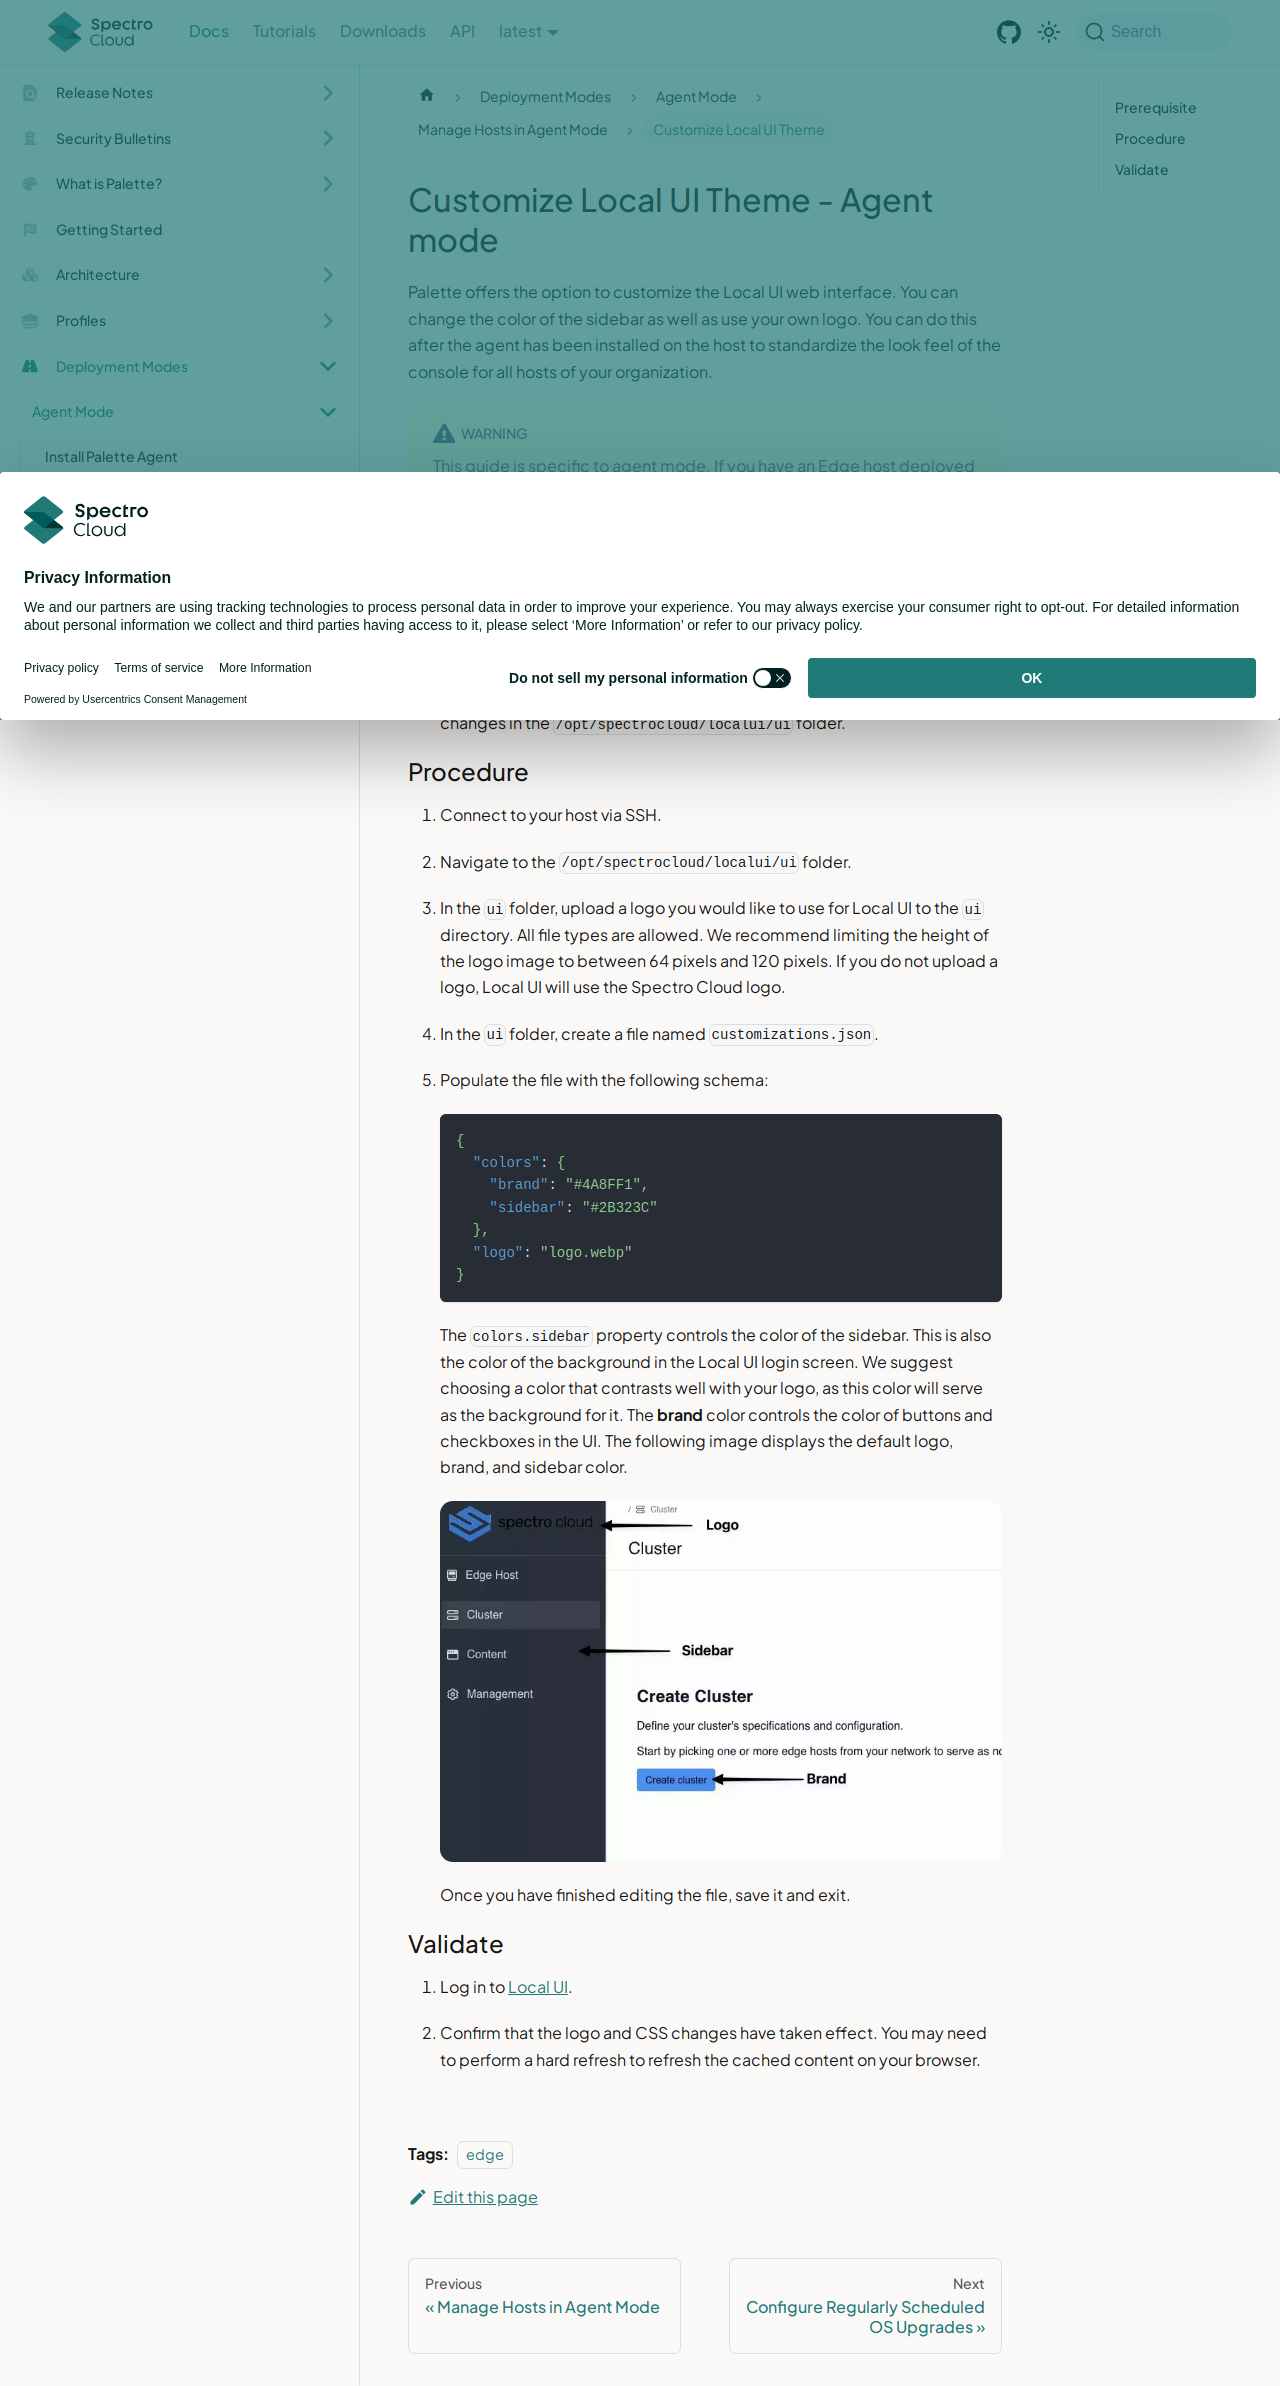 Spectro
Cloud
Docs
Tutorials
Downloads
API
latest
Search
Release Notes
Security Bulletins
What is Palette?
Getting Started
Architecture
Profiles
Deployment Modes
Agent Mode
Install Palette Agent
Deployment Modes
Agent Mode
Manage Hosts in Agent Mode
Customize Local UI Theme
Prerequisite
Procedure
Validate
Customize Local UI Theme - Agent
mode
Palette offers the option to customize the Local UI web interface. You can
change the color of the sidebar as well as use your own logo. You can do this
after the agent has been installed on the host to standardize the look feel of the
console for all hosts of your organization.
WARNING
This guide is specific to agent mode. If you have an Edge host deployed
Spectro
Cloud
Privacy Information
We and our partners are using tracking technologies to process personal data in order to improve your experience. You may always exercise your consumer right to opt-out. For detailed information
about personal information we collect and third parties having access to it, please select ‘More Information’ or refer to our privacy policy.
Privacy policy
Terms of service
More Information
Powered by Usercentrics Consent Management
Do not sell my personal information
OK
changes in the /opt/spectrocloud/localui/ui folder.
Procedure
1. Connect to your host via SSH.
2. Navigate to the /opt/spectrocloud/localui/ui folder.
3. In the ui folder, upload a logo you would like to use for Local UI to the ui
directory. All file types are allowed. We recommend limiting the height of
the logo image to between 64 pixels and 120 pixels. If you do not upload a
logo, Local UI will use the Spectro Cloud logo.
4. In the ui folder, create a file named customizations.json.
5. Populate the file with the following schema:
{
"colors": {
"brand": "#4A8FF1",
"sidebar": "#2B323C"
},
"logo": "logo.webp"
}
The colors.sidebar property controls the color of the sidebar. This is also
the color of the background in the Local UI login screen. We suggest
choosing a color that contrasts well with your logo, as this color will serve
as the background for it. The brand color controls the color of buttons and
checkboxes in the UI. The following image displays the default logo,
brand, and sidebar color.
spectro cloud
/ Cluster
Logo
Cluster
Edge Host
Cluster
Content
Management
Sidebar
Create Cluster
Define your cluster's specifications and configuration.
Start by picking one or more edge hosts from your network to serve as no
Create cluster
Brand
Once you have finished editing the file, save it and exit.
Validate
1. Log in to Local UI.
2. Confirm that the logo and CSS changes have taken effect. You may need
to perform a hard refresh to refresh the cached content on your browser.
Tags: edge
Edit this page
Previous
« Manage Hosts in Agent Mode
Next
Configure Regularly Scheduled
OS Upgrades »